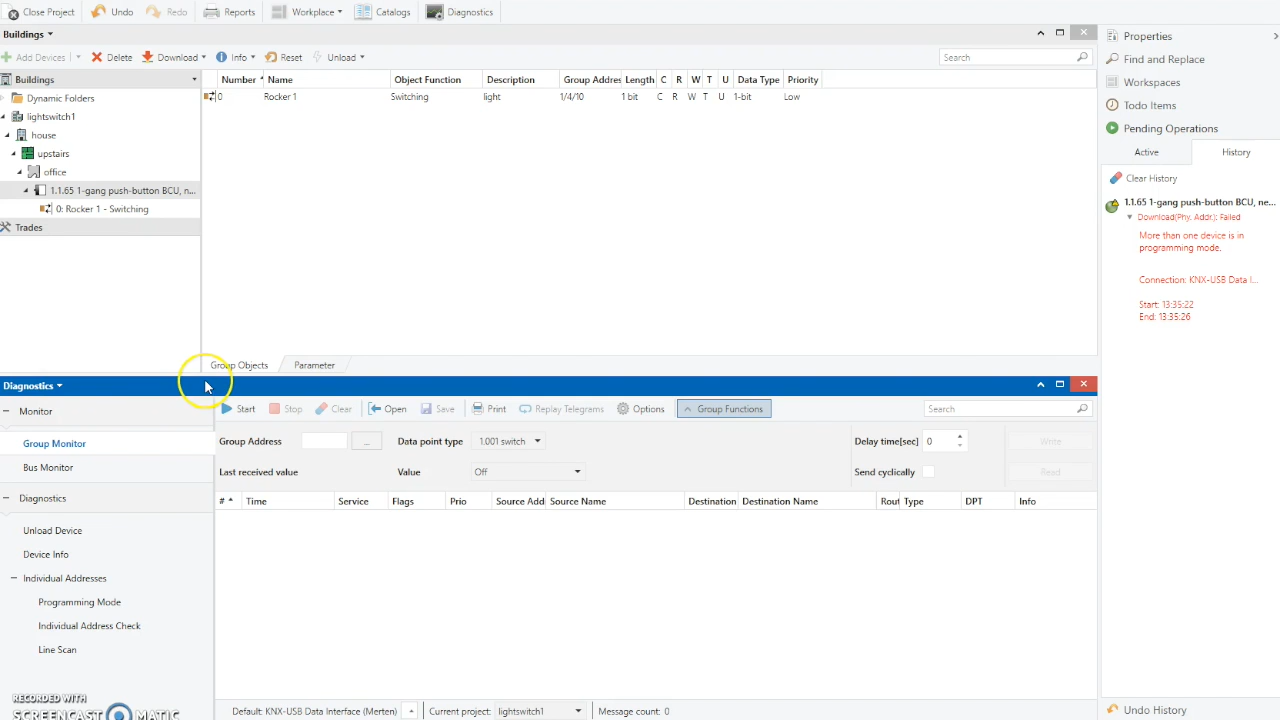 Close Project Undo Redo Reports Workplace Catalogs Diagnostics
Buildings
Add Devices Delete Download Info Reset Unload Search
Buildings
Dynamic Folders
lightswitch1
house
upstairs
office
1.1.65 1-gang push-button BCU, n...
0: Rocker 1 - Switching
Trades
Number Name Object Function Description Group Addres Length C R W T U Data Type Priority
0 Rocker 1 Switching light 1/4/10 1 bit C R W T U 1-bit Low
Group Objects Parameter
Properties
Find and Replace
Workspaces
Todo Items
Pending Operations
Active History
Clear History
1.1.65 1-gang push-button BCU, ne...
Download(Phy. Addr.): Failed
More than one device is in
programming mode.
Connection: KNX-USB Data I...
Start: 13:35:22
End: 13:35:26
Diagnostics
Monitor
Group Monitor
Bus Monitor
Diagnostics
Unload Device
Device Info
Individual Addresses
Programming Mode
Individual Address Check
Line Scan
Start Stop Clear Open Save Print Replay Telegrams Options Group Functions Search
Group Address ... Data point type 1.001 switch Delay time[sec] 0 Write
Last received value Value Off Send cyclically Read
# Time Service Flags Prio Source Addr Source Name Destination Destination Name Rout Type DPT Info
RECORDED WITH
SCREENCAST MATIC
Default: KNX-USB Data Interface (Merten) Current project: lightswitch1 Message count: 0
Undo History